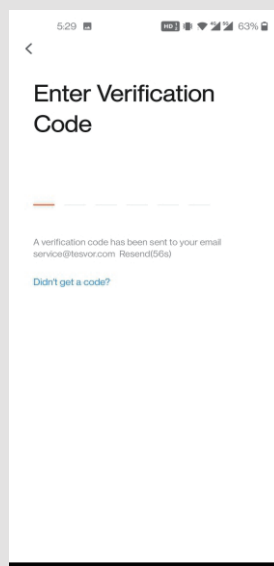 5:29 HD 63%
Enter Verification
Code
A verification code has been sent to your email
service@tesvor.com Resend(56s)
Didn't get a code?